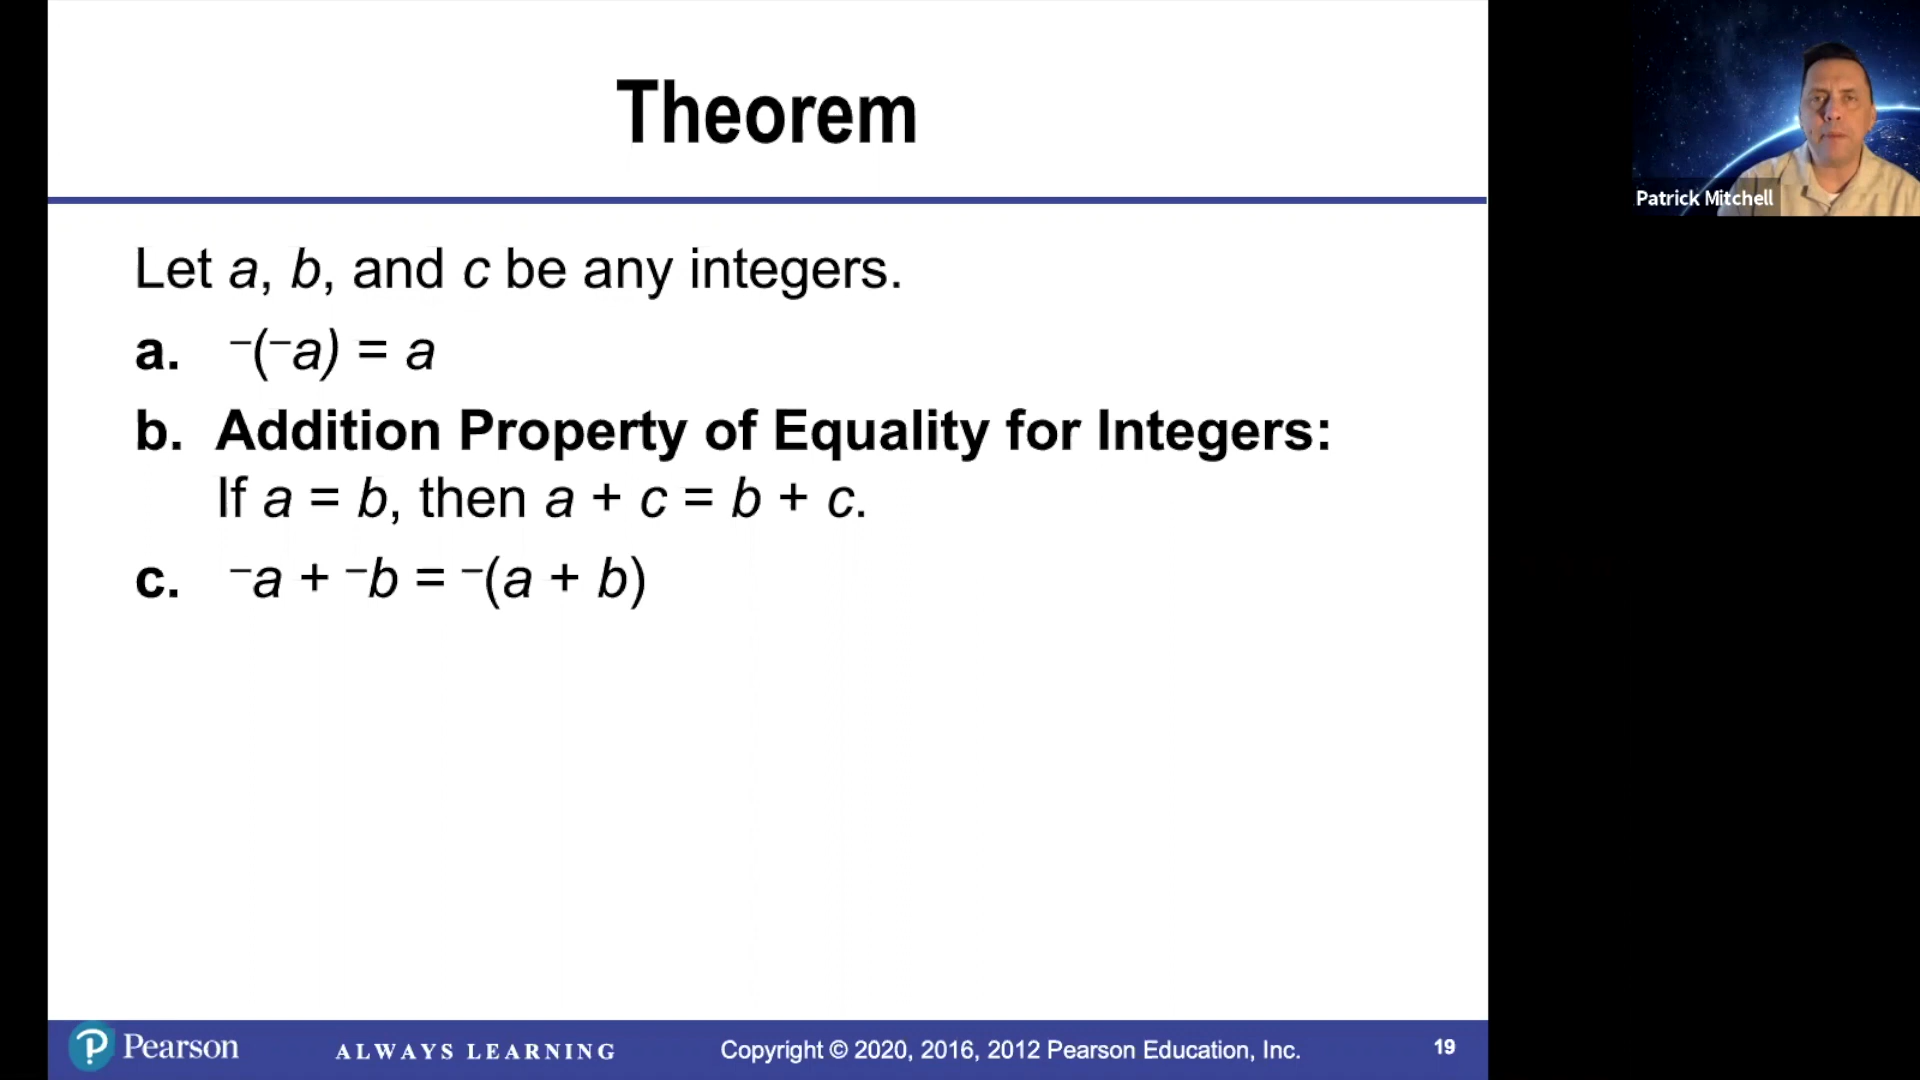 Theorem
Let a, b, and c be any integers.
a. ⁻(⁻a) = a
b. Addition Property of Equality for Integers:
If a = b, then a + c = b + c.
c. ⁻a + ⁻b = ⁻(a + b)
Pearson
ALWAYS LEARNING
Copyright © 2020, 2016, 2012 Pearson Education, Inc.
19
Patrick Mitchell